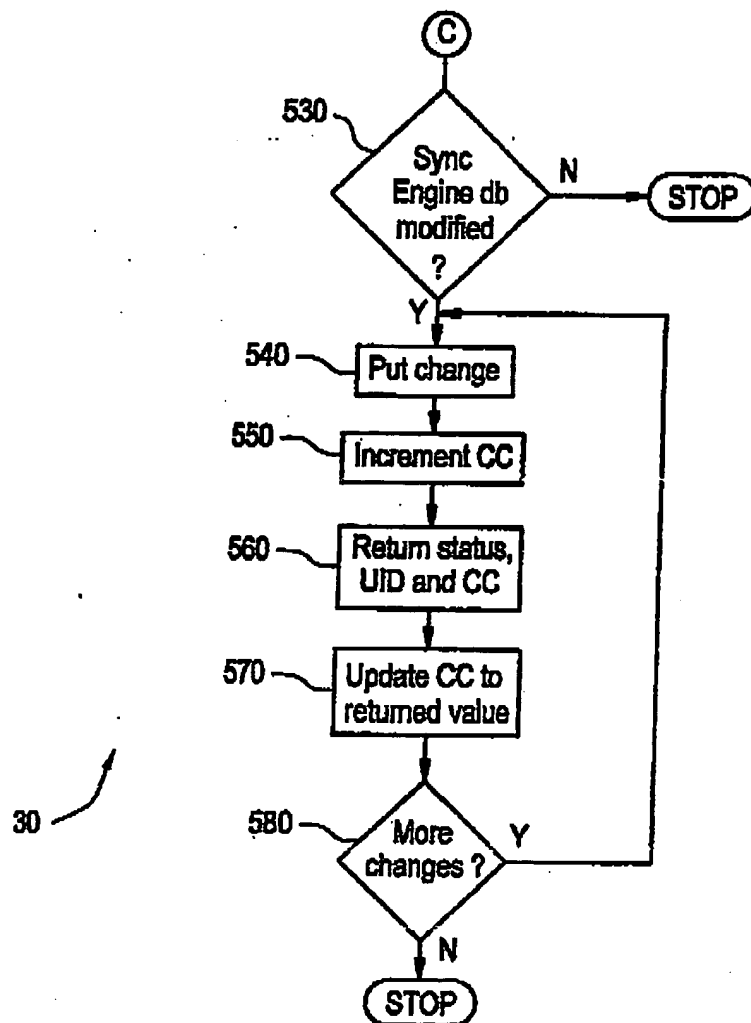 C
530
Sync
Engine db
modified
?
N
STOP
Y
540
Put change
550
Increment CC
560
Return status,
UID and CC
570
Update CC to
returned value
30
580
More
changes ?
Y
N
STOP